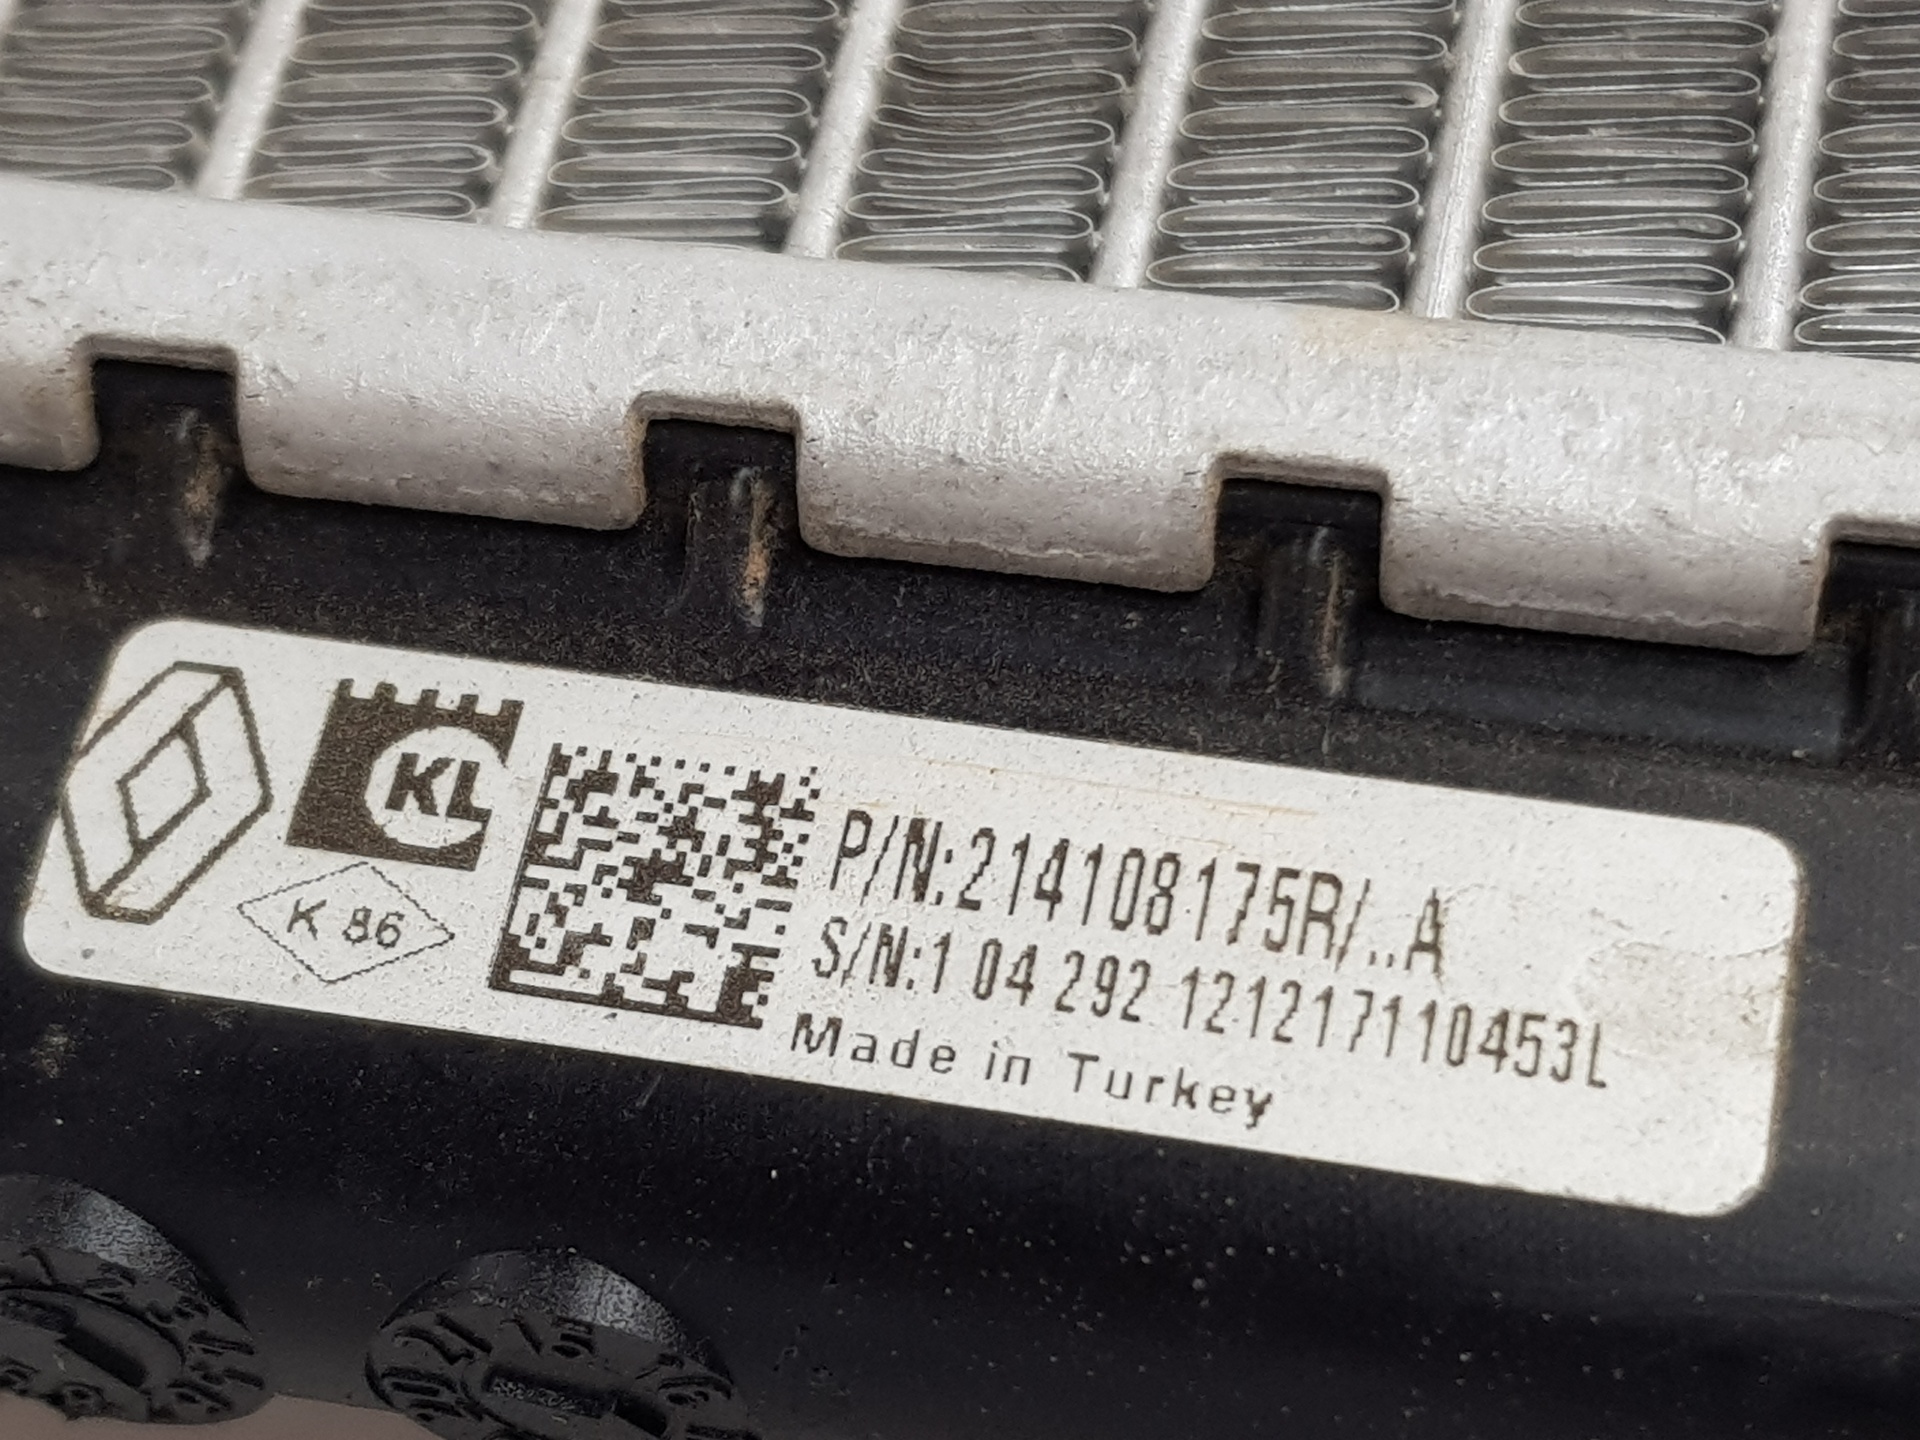 KL
K 86
P/N:214108175R/..A
S/N:1 04 292 121217110453L
Made in Turkey